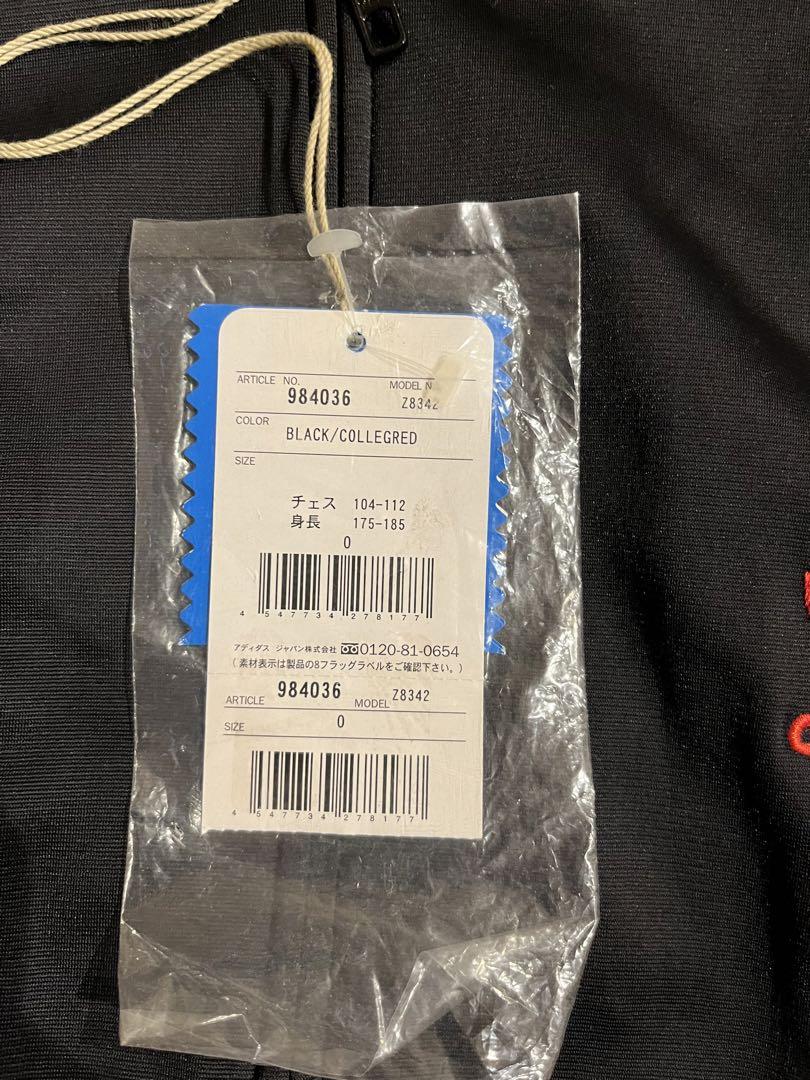 ARTICLE NO. 984036 MODEL N Z8342
COLOR BLACK/COLLEGRED
SIZE
チェス 104-112
身長 175-185
0
4 547734 278177
アディダス ジャパン株式会社 0120-81-0654
(素材表示は製品の8フラッグラベルをご確認下さい。)
ARTICLE 984036 MODEL Z8342
SIZE 0
4 547734 278177